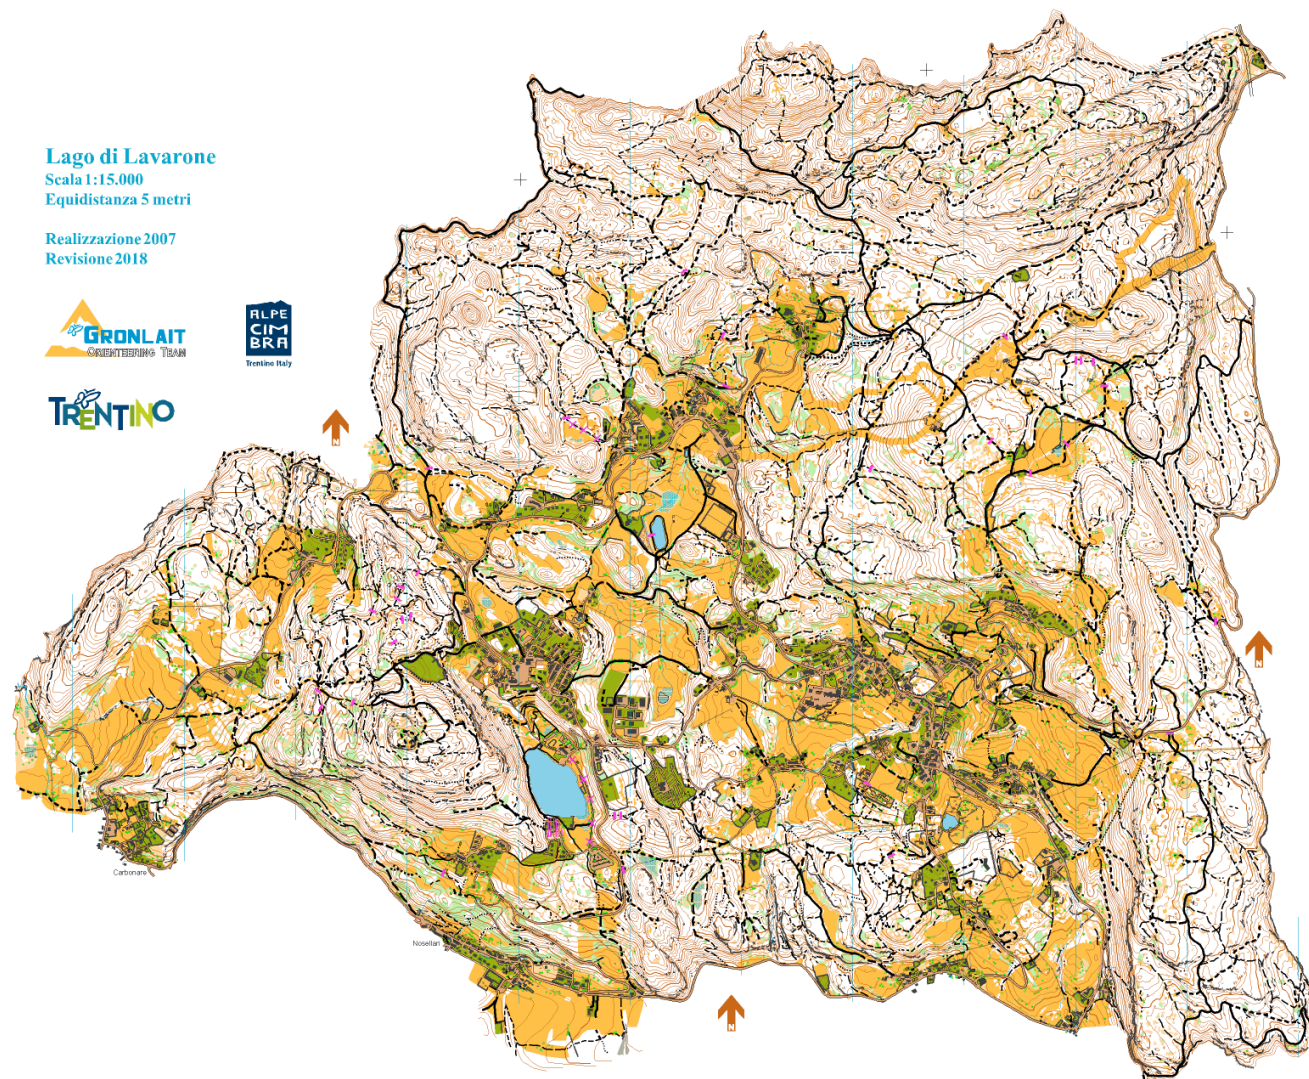 Lago di Lavarone
Scala 1:15.000
Equidistanza 5 metri
Realizzazione 2007
Revisione 2018
GRONLAIT
ORIENTEERING TEAM
ALPE
CIM
BRA
Trentino Italy
TRENTINO
N
N
Carbonare
Nosellari
N